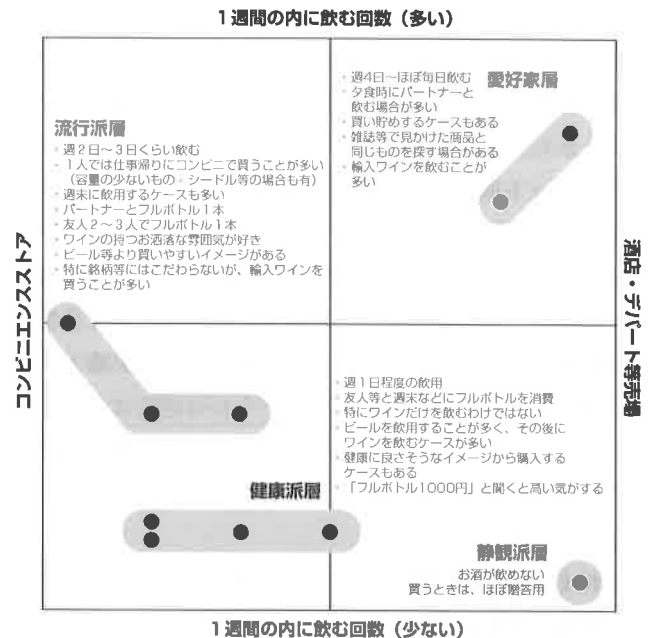 1週間の内に飲む回数（多い）
流行派層
・週2日～3日くらい飲む
・1人では仕事帰りにコンビニで買うことが多い
（容量の少ないもの・シードル等の場合も有）
・週末に飲用するケースも多い
・パートナーとフルボトル1本
・友人2～3人でフルボトル1本
・ワインの持つお洒落な雰囲気が好き
・ビール等より買いやすいイメージがある
・特に銘柄等にはこだわらないが、輸入ワインを
買うことが多い
愛好家層
・週4日～ほぼ毎日飲む
・夕食時にパートナーと
飲む場合が多い
・買い貯めするケースもある
・雑誌等で見かけた商品と
同じものを探す場合がある
・輸入ワインを飲むことが
多い
コンビニエンスストア
酒店・デパート等売場
・週1日程度の飲用
・友人等と週末などにフルボトルを消費
・特にワインだけを飲むわけではない
・ビールを飲用することが多く、その後に
ワインを飲むケースが多い
・健康に良さそうなイメージから購入する
ケースもある
・「フルボトル1000円」と聞くと高い気がする
健康派層
静観派層
お酒が飲めない
買うときは、ほぼ贈答用
1週間の内に飲む回数（少ない）